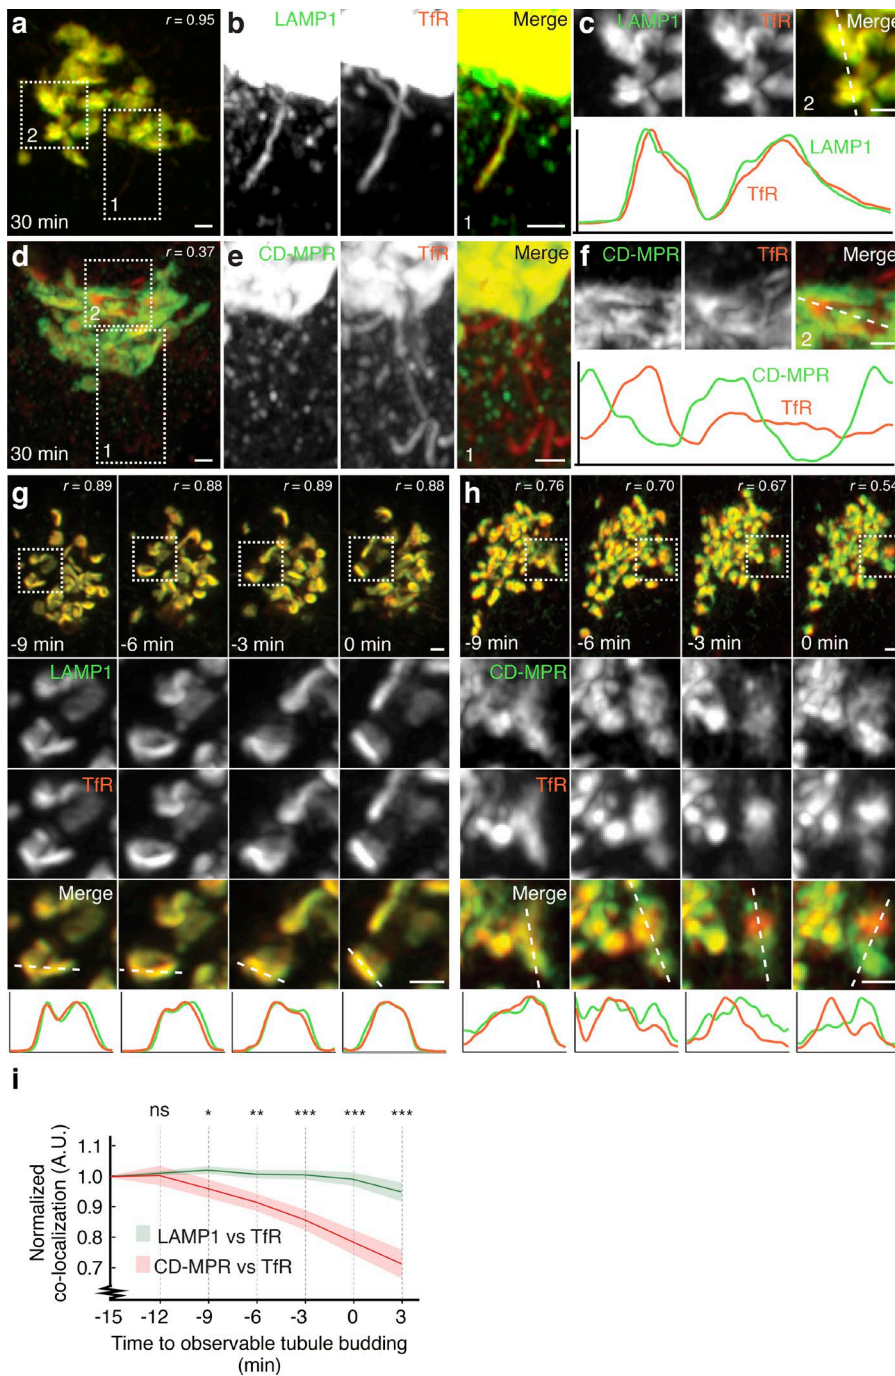 a
r = 0.95
2
1
30 min
b
LAMP1
TfR
Merge
1
c
LAMP1
TfR
Merge
2
LAMP1
TfR
d
r = 0.37
2
1
30 min
e
CD-MPR
TfR
Merge
1
f
CD-MPR
TfR
Merge
2
CD-MPR
TfR
g
r = 0.89
r = 0.88
r = 0.89
r = 0.88
-9 min
-6 min
-3 min
0 min
LAMP1
TfR
Merge
h
r = 0.76
r = 0.70
r = 0.67
r = 0.54
-9 min
-6 min
-3 min
0 min
CD-MPR
TfR
Merge
i
ns * ** *** *** ***
Normalized
co-localization (A.U.)
1.1
1.0
0.9
0.8
0.7
LAMP1 vs TfR
CD-MPR vs TfR
-15 -12 -9 -6 -3 0 3
Time to observable tubule budding
(min)